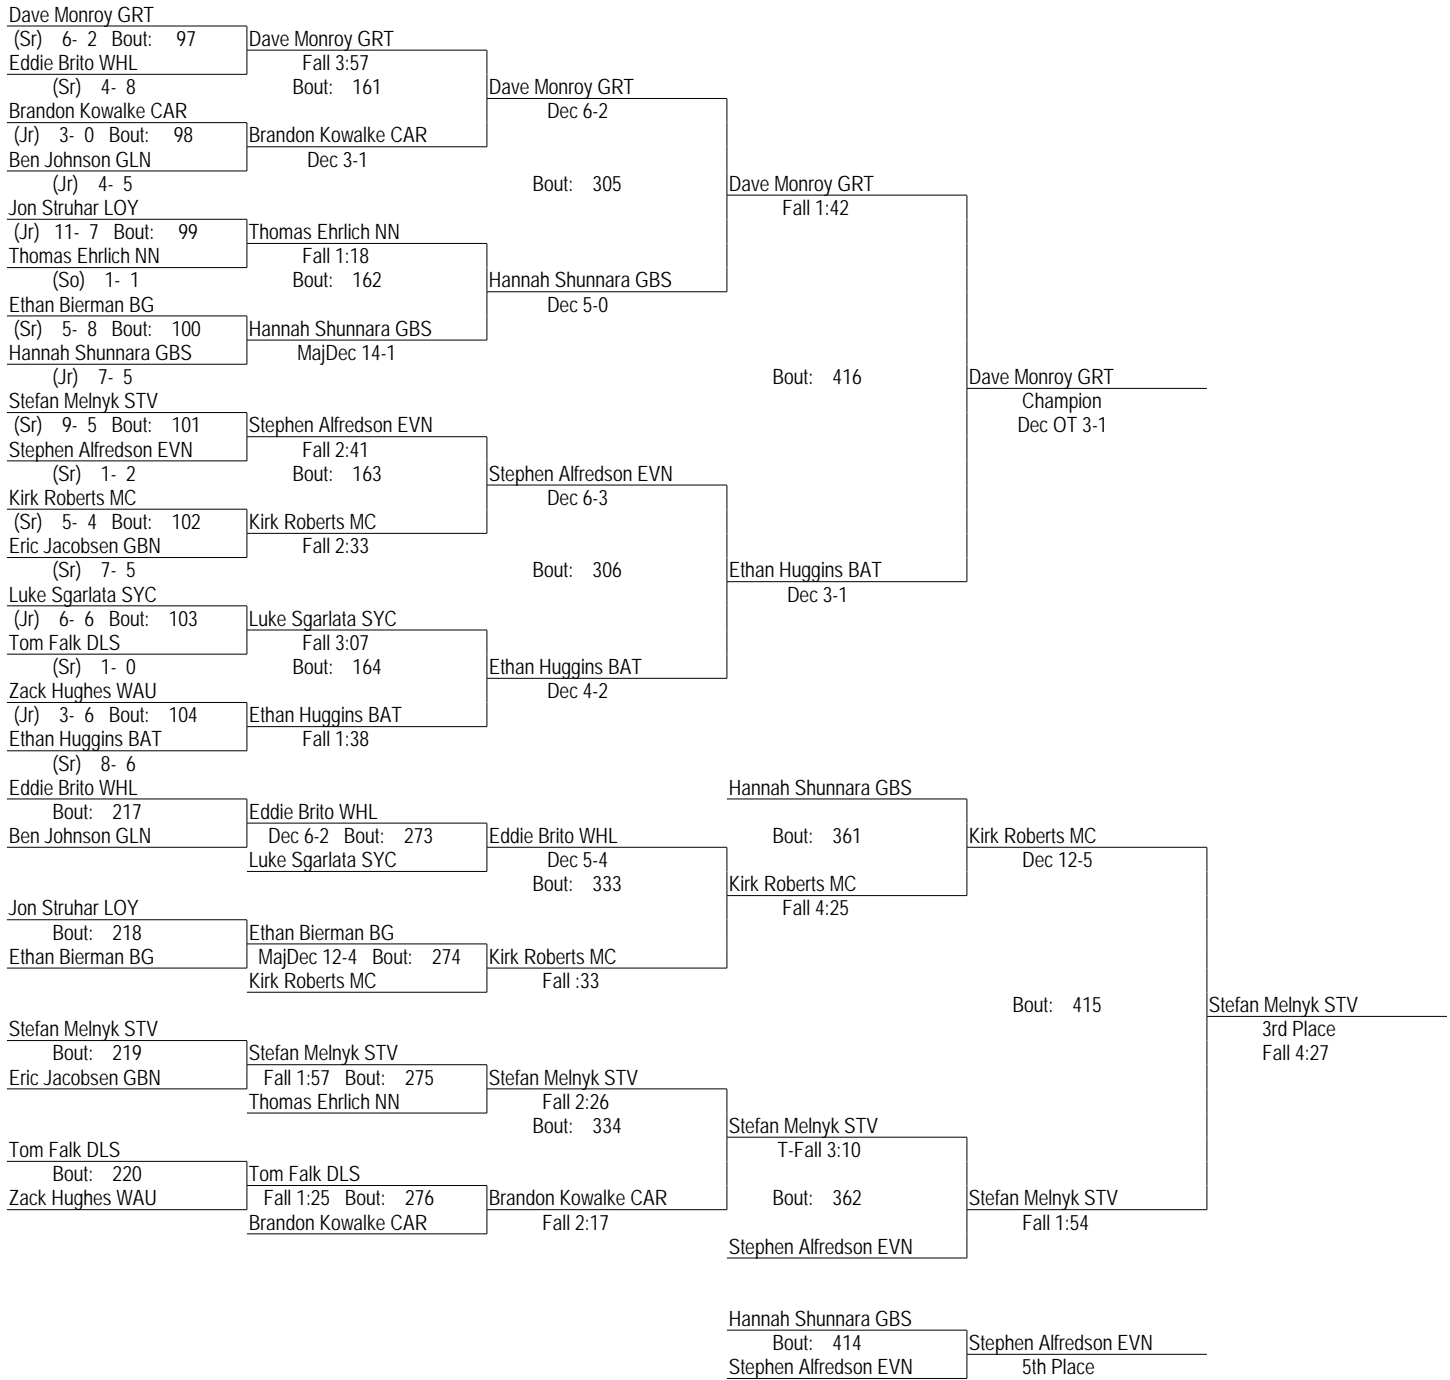 Dave Monroy GRT
(Sr) 6- 2 Bout: 97 Dave Monroy GRT
Eddie Brito WHL Fall 3:57
(Sr) 4- 8 Bout: 161 Dave Monroy GRT
Brandon Kowalke CAR Dec 6-2
(Jr) 3- 0 Bout: 98 Brandon Kowalke CAR
Ben Johnson GLN Dec 3-1
(Jr) 4- 5 Bout: 305 Dave Monroy GRT
Jon Struhar LOY Fall 1:42
(Jr) 11- 7 Bout: 99 Thomas Ehrlich NN
Thomas Ehrlich NN Fall 1:18
(So) 1- 1 Bout: 162 Hannah Shunnara GBS
Ethan Bierman BG Dec 5-0
(Sr) 5- 8 Bout: 100 Hannah Shunnara GBS
Hannah Shunnara GBS MajDec 14-1
(Jr) 7- 5 Bout: 416 Dave Monroy GRT
Stefan Melnyk STV Champion
(Sr) 9- 5 Bout: 101 Stephen Alfredson EVN Dec OT 3-1
Stephen Alfredson EVN Fall 2:41
(Sr) 1- 2 Bout: 163 Stephen Alfredson EVN
Kirk Roberts MC Dec 6-3
(Sr) 5- 4 Bout: 102 Kirk Roberts MC
Eric Jacobsen GBN Fall 2:33
(Sr) 7- 5 Bout: 306 Ethan Huggins BAT
Luke Sgarlata SYC Dec 3-1
(Jr) 6- 6 Bout: 103 Luke Sgarlata SYC
Tom Falk DLS Fall 3:07
(Sr) 1- 0 Bout: 164 Ethan Huggins BAT
Zack Hughes WAU Dec 4-2
(Jr) 3- 6 Bout: 104 Ethan Huggins BAT
Ethan Huggins BAT Fall 1:38
(Sr) 8- 6
Eddie Brito WHL Hannah Shunnara GBS
Bout: 217 Eddie Brito WHL
Ben Johnson GLN Dec 6-2 Bout: 273 Eddie Brito WHL Bout: 361 Kirk Roberts MC
Luke Sgarlata SYC Dec 5-4 Dec 12-5
Bout: 333 Kirk Roberts MC
Jon Struhar LOY Fall 4:25
Bout: 218 Ethan Bierman BG
Ethan Bierman BG MajDec 12-4 Bout: 274 Kirk Roberts MC
Kirk Roberts MC Fall :33
Bout: 415 Stefan Melnyk STV
Stefan Melnyk STV 3rd Place
Bout: 219 Stefan Melnyk STV Fall 4:27
Eric Jacobsen GBN Fall 1:57 Bout: 275 Stefan Melnyk STV
Thomas Ehrlich NN Fall 2:26
Bout: 334 Stefan Melnyk STV
Tom Falk DLS T-Fall 3:10
Bout: 220 Tom Falk DLS
Zack Hughes WAU Fall 1:25 Bout: 276 Brandon Kowalke CAR Bout: 362 Stefan Melnyk STV
Brandon Kowalke CAR Fall 2:17 Fall 1:54
Stephen Alfredson EVN
Hannah Shunnara GBS
Bout: 414 Stephen Alfredson EVN
Stephen Alfredson EVN 5th Place